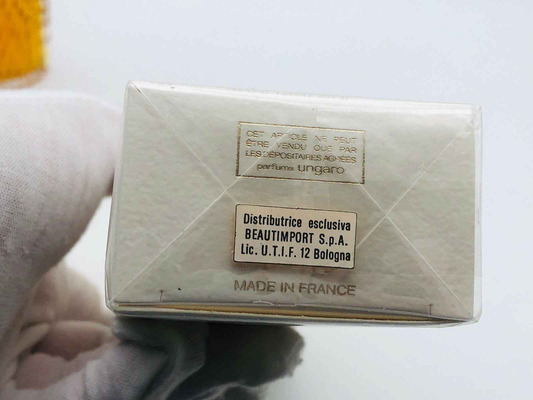 CET ARTICLE NE PEUT
ÊTRE VENDU QUE PAR
LES DÉPOSITAIRES AGRÉÉS
parfums ungaro
Distributrice esclusiva
BEAUTIMPORT S.p.A.
Lic. U.T.I.F. 12 Bologna
MADE IN FRANCE